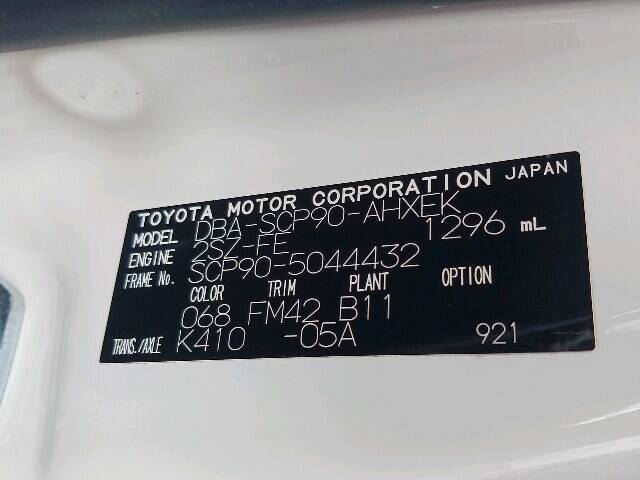 TOYOTA MOTOR CORPORATION JAPAN
MODEL DBA-SCP90-AHXEK
ENGINE 2SZ-FE 1296 mL
FRAME No. SCP90-5044432
COLOR TRIM PLANT OPTION
068 FM42 B11
TRANS./AXLE K410 -05A 921